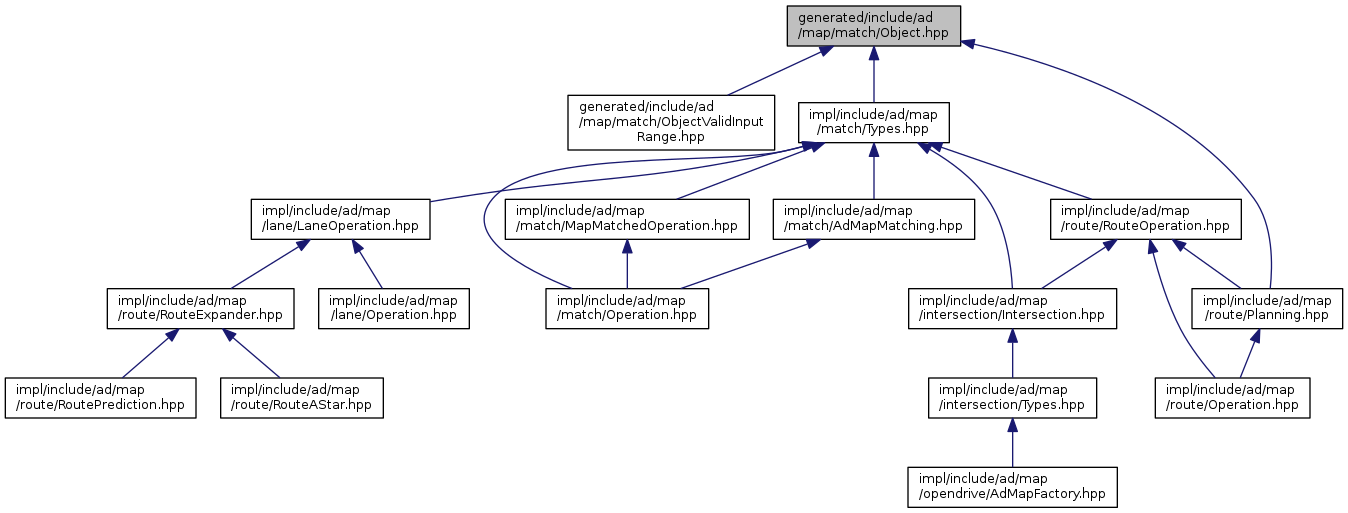 generated/include/ad
/map/match/Object.hpp
generated/include/ad
/map/match/ObjectValidInput
Range.hpp
impl/include/ad/map
/match/Types.hpp
impl/include/ad/map
/lane/LaneOperation.hpp
impl/include/ad/map
/match/MapMatchedOperation.hpp
impl/include/ad/map
/match/AdMapMatching.hpp
impl/include/ad/map
/route/RouteOperation.hpp
impl/include/ad/map
/route/RouteExpander.hpp
impl/include/ad/map
/lane/Operation.hpp
impl/include/ad/map
/match/Operation.hpp
impl/include/ad/map
/intersection/Intersection.hpp
impl/include/ad/map
/route/Planning.hpp
impl/include/ad/map
/route/RoutePrediction.hpp
impl/include/ad/map
/route/RouteAStar.hpp
impl/include/ad/map
/intersection/Types.hpp
impl/include/ad/map
/route/Operation.hpp
impl/include/ad/map
/opendrive/AdMapFactory.hpp